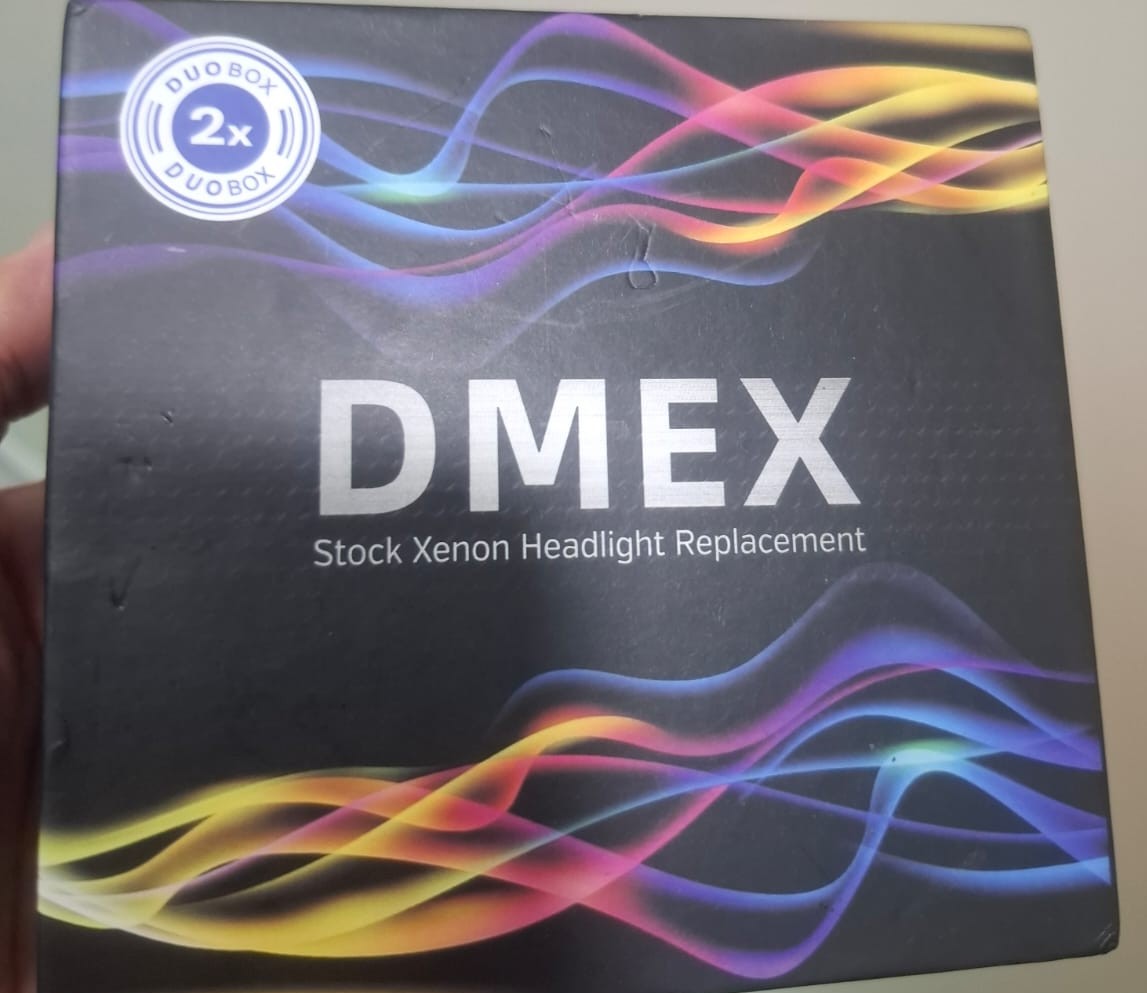 DUOBOX
2x
DUOBOX
DMEX
Stock Xenon Headlight Replacement